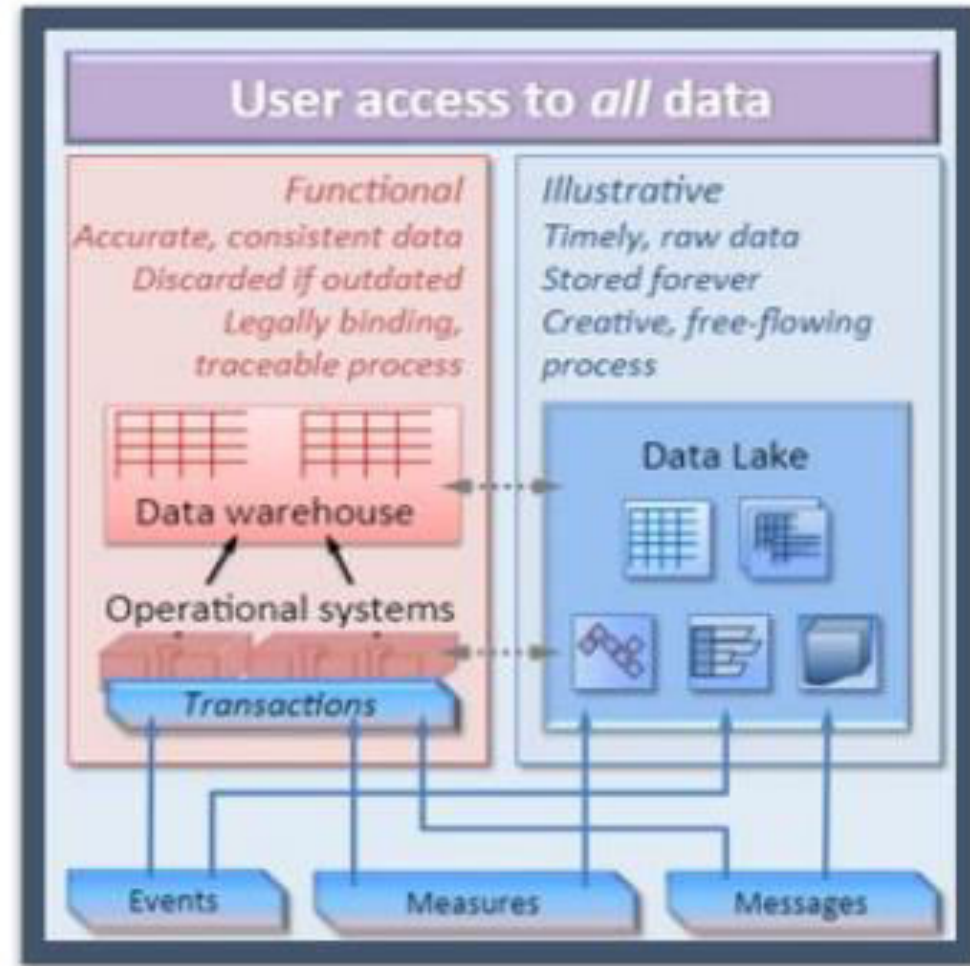 User access to all data
Functional
Accurate, consistent data
Discarded if outdated
Legally binding,
traceable process
Illustrative
Timely, raw data
Stored forever
Creative, free-flowing
process
Data warehouse
Operational systems
Transactions
Data Lake
Events
Measures
Messages